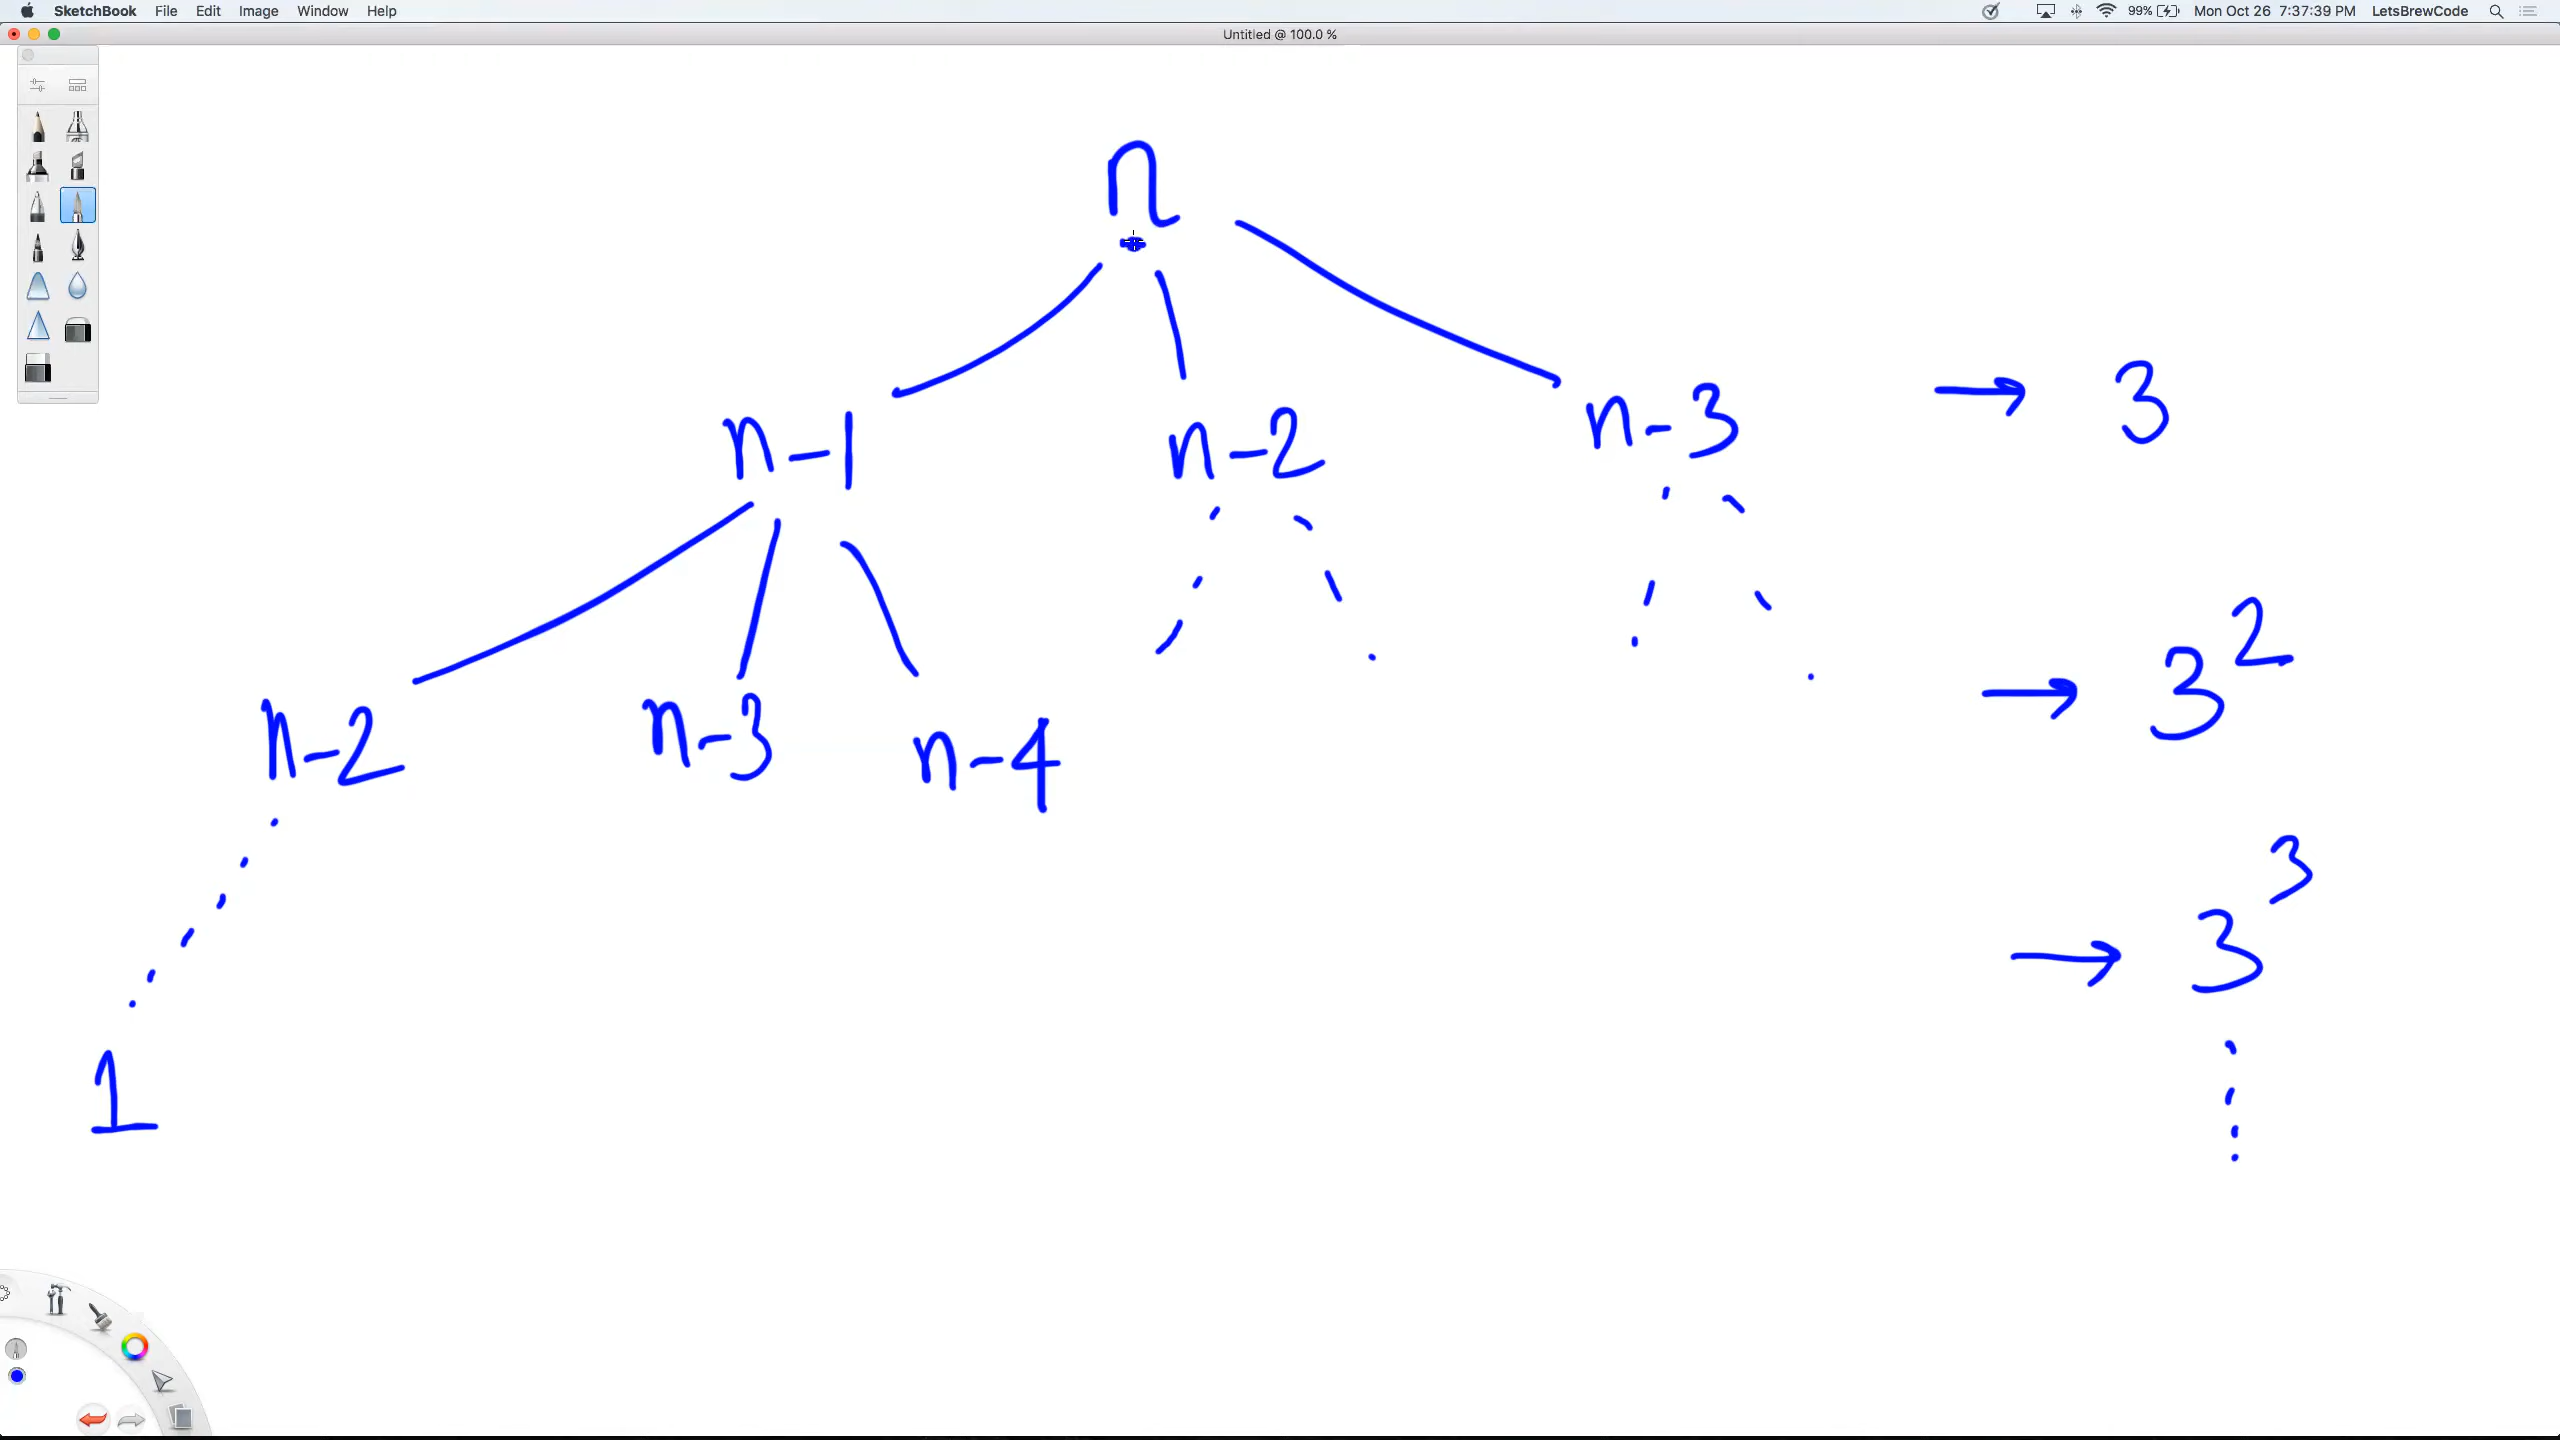 SketchBook File Edit Image Window Help 99% Mon Oct 26 7:37:39 PM LetsBrewCode
Untitled @ 100.0 %
n
n-1 n-2 n-3 → 3
n-2 n-3 n-4 → 3²
→ 3³
1